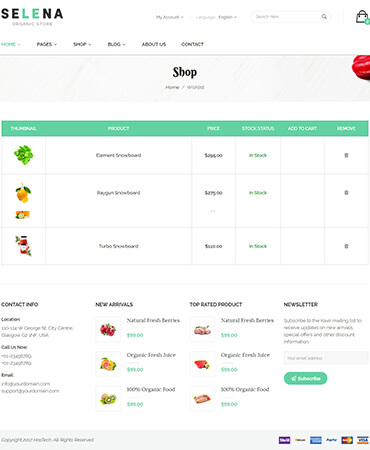 SELENA
ORGANIC STORE
My Account
Language: English
Search Now
HOME PAGES SHOP BLOG ABOUT US CONTACT
Shop
Home / Wishlist
THUMBNAIL PRODUCT PRICE STOCK STATUS ADD TO CART REMOVE
Element Snowboard $295.00 In Stock
Raygun Snowboard $275.00 In Stock
Turbo Snowboard $110.00 In Stock
CONTACT INFO
Location:
110-114W George St, City Centre,
Glasgow G2 1NF, UK
Call Us Now:
+01-23456789
+01-23456789
Email:
info@yourdomain.com
support@yourdomain.com
NEW ARRIVALS
Natural Fresh Berries
$99.00
Organic Fresh Juice
$99.00
100% Organic Food
$99.00
TOP RATED PRODUCT
Natural Fresh Berries
$99.00
Organic Fresh Juice
$99.00
100% Organic Food
$99.00
NEWSLETTER
Subscribe to the Kave mailing list to
receive updates on new arrivals,
special offers and other discount
information.
Your email address
Subscribe
Copyright 2017 HasTech. All Rights Reserved
Skrill
VISA
PayPal